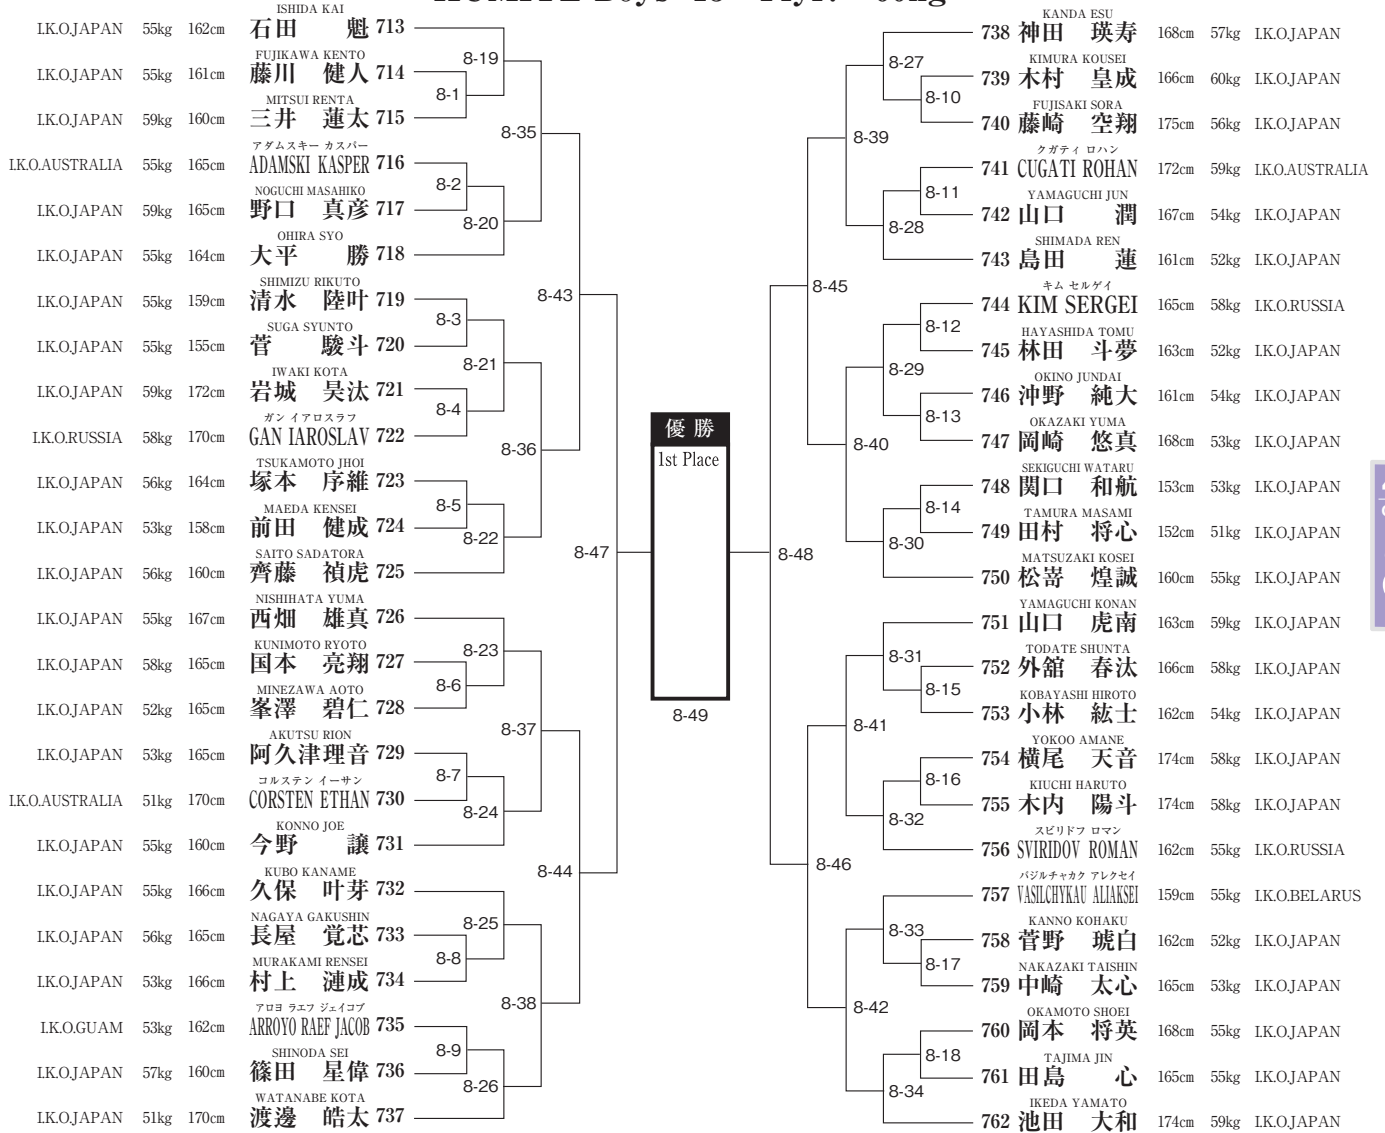 ISHIDA KAI
I.K.O.JAPAN 55kg 162cm 石田 魁 713
FUJIKAWA KENTO
I.K.O.JAPAN 55kg 161cm 藤川 健人 714
MITSUI RENTA
I.K.O.JAPAN 59kg 160cm 三井 蓮太 715
アダムスキー カスパー
I.K.O.AUSTRALIA 55kg 165cm ADAMSKI KASPER 716
NOGUCHI MASAHIKO
I.K.O.JAPAN 59kg 165cm 野口 真彦 717
OHIRA SYO
I.K.O.JAPAN 55kg 164cm 大平 勝 718
SHIMIZU RIKUTO
I.K.O.JAPAN 55kg 159cm 清水 陸叶 719
SUGA SYUNTO
I.K.O.JAPAN 55kg 155cm 菅 駿斗 720
IWAKI KOTA
I.K.O.JAPAN 59kg 172cm 岩城 昊汰 721
ガン イアロスラフ
I.K.O.RUSSIA 58kg 170cm GAN IAROSLAV 722
TSUKAMOTO JHOI
I.K.O.JAPAN 56kg 164cm 塚本 序維 723
MAEDA KENSEI
I.K.O.JAPAN 53kg 158cm 前田 健成 724
SAITO SADATORA
I.K.O.JAPAN 56kg 160cm 齊藤 禎虎 725
NISHIHATA YUMA
I.K.O.JAPAN 55kg 167cm 西畑 雄真 726
KUNIMOTO RYOTO
I.K.O.JAPAN 58kg 165cm 国本 亮翔 727
MINEZAWA AOTO
I.K.O.JAPAN 52kg 165cm 峯澤 碧仁 728
AKUTSU RION
I.K.O.JAPAN 53kg 165cm 阿久津理音 729
コルステン イーサン
I.K.O.AUSTRALIA 51kg 170cm CORSTEN ETHAN 730
KONNO JOE
I.K.O.JAPAN 55kg 160cm 今野 譲 731
KUBO KANAME
I.K.O.JAPAN 55kg 166cm 久保 叶芽 732
NAGAYA GAKUSHIN
I.K.O.JAPAN 56kg 165cm 長屋 覚芯 733
MURAKAMI RENSEI
I.K.O.JAPAN 53kg 166cm 村上 漣成 734
アロヨ ラエフ ジェイコブ
I.K.O.GUAM 53kg 162cm ARROYO RAEF JACOB 735
SHINODA SEI
I.K.O.JAPAN 57kg 160cm 篠田 星偉 736
WATANABE KOTA
I.K.O.JAPAN 51kg 170cm 渡邊 皓太 737
8-19
8-1
8-35
8-2
8-20
8-43
8-3
8-21
8-4
8-36
8-5
8-22
8-47
8-23
8-6
8-37
8-7
8-24
8-44
8-25
8-8
8-38
8-9
8-26
優勝
1st Place
8-49
8-27
8-10
8-39
8-11
8-28
8-45
8-12
8-29
8-13
8-40
8-14
8-30
8-48
8-31
8-15
8-41
8-16
8-32
8-46
8-33
8-17
8-42
8-18
8-34
KANDA ESU
738 神田 瑛寿 168cm 57kg I.K.O.JAPAN
KIMURA KOUSEI
739 木村 皇成 166cm 60kg I.K.O.JAPAN
FUJISAKI SORA
740 藤崎 空翔 175cm 56kg I.K.O.JAPAN
クガティ ロハン
741 CUGATI ROHAN 172cm 59kg I.K.O.AUSTRALIA
YAMAGUCHI JUN
742 山口 潤 167cm 54kg I.K.O.JAPAN
SHIMADA REN
743 島田 蓮 161cm 52kg I.K.O.JAPAN
キム セルゲイ
744 KIM SERGEI 165cm 58kg I.K.O.RUSSIA
HAYASHIDA TOMU
745 林田 斗夢 163cm 52kg I.K.O.JAPAN
OKINO JUNDAI
746 沖野 純大 161cm 54kg I.K.O.JAPAN
OKAZAKI YUMA
747 岡崎 悠真 168cm 53kg I.K.O.JAPAN
SEKIGUCHI WATARU
748 関口 和航 153cm 53kg I.K.O.JAPAN
TAMURA MASAMI
749 田村 将心 152cm 51kg I.K.O.JAPAN
MATSUZAKI KOSEI
750 松嵜 煌誠 160cm 55kg I.K.O.JAPAN
YAMAGUCHI KONAN
751 山口 虎南 163cm 59kg I.K.O.JAPAN
TODATE SHUNTA
752 外舘 春汰 166cm 58kg I.K.O.JAPAN
KOBAYASHI HIROTO
753 小林 紘士 162cm 54kg I.K.O.JAPAN
YOKOO AMANE
754 横尾 天音 174cm 58kg I.K.O.JAPAN
KIUCHI HARUTO
755 木内 陽斗 174cm 58kg I.K.O.JAPAN
スビリドフ ロマン
756 SVIRIDOV ROMAN 162cm 55kg I.K.O.RUSSIA
バジルチャカク アレクセイ
757 VASILCHYKAU ALIAKSEI 159cm 55kg I.K.O.BELARUS
KANNO KOHAKU
758 菅野 琥白 162cm 52kg I.K.O.JAPAN
NAKAZAKI TAISHIN
759 中崎 太心 165cm 53kg I.K.O.JAPAN
OKAMOTO SHOEI
760 岡本 将英 168cm 55kg I.K.O.JAPAN
TAJIMA JIN
761 田島 心 165cm 55kg I.K.O.JAPAN
IKEDA YAMATO
762 池田 大和 174cm 59kg I.K.O.JAPAN